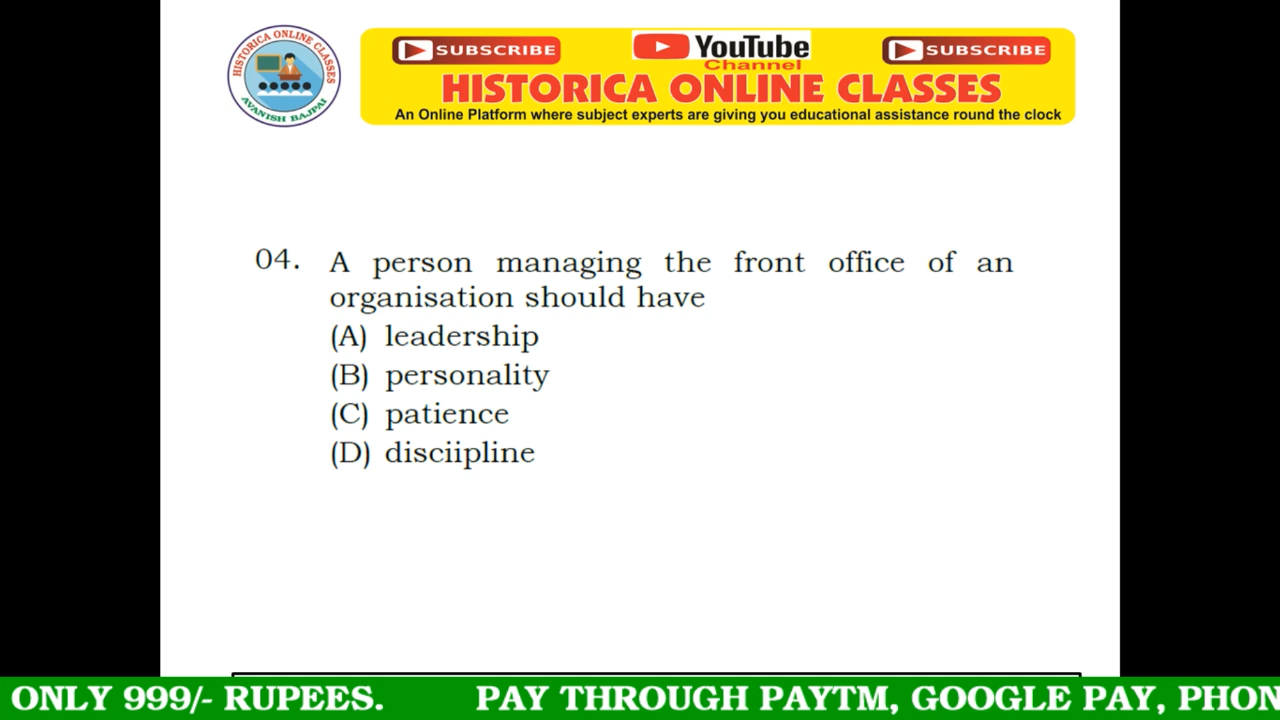 HISTORICA ONLINE CLASSES
AVANISH BAJPAI
SUBSCRIBE
YouTube
SUBSCRIBE
Channel
HISTORICA ONLINE CLASSES
An Online Platform where subject experts are giving you educational assistance round the clock
04. A person managing the front office of an
organisation should have
(A) leadership
(B) personality
(C) patience
(D) disciipline
ONLY 999/- RUPEES. PAY THROUGH PAYTM, GOOGLE PAY, PHON